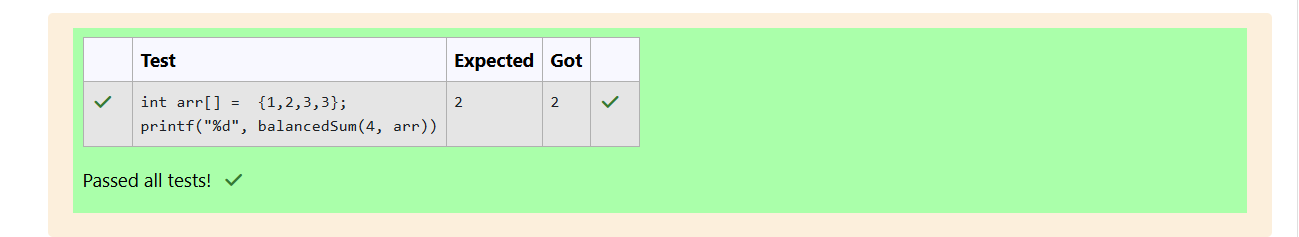 Test Expected Got
int arr[] =  {1,2,3,3}; 2 2
printf("%d", balancedSum(4, arr))
Passed all tests!